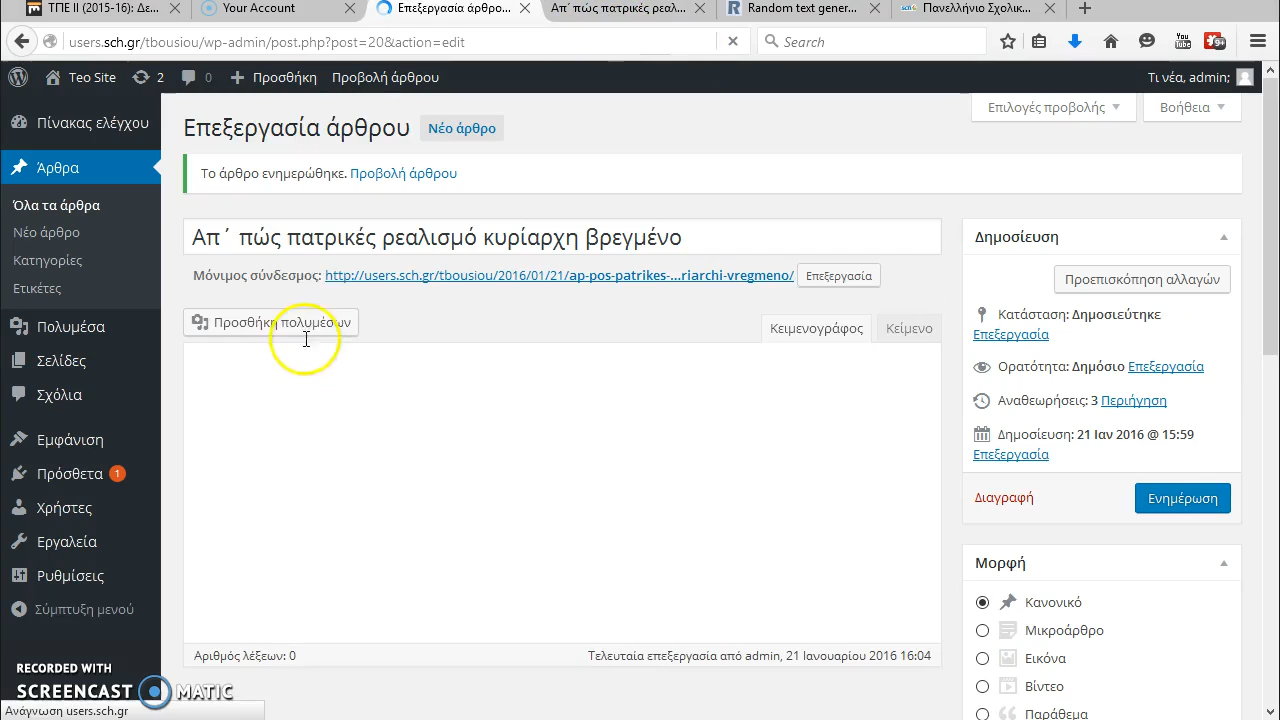 ΤΠΕ ΙΙ (2015-16): Δε...
Your Account
Επεξεργασία άρθρο...
Απ΄ πώς πατρικές ρεαλ...
Random text gener...
Πανελλήνιο Σχολικ...
users.sch.gr/tbousiou/wp-admin/post.php?post=20&action=edit
Search
Teo Site
2
0
Προσθήκη
Προβολή άρθρου
Τι νέα, admin;
Πίνακας ελέγχου
Άρθρα
Όλα τα άρθρα
Νέο άρθρο
Κατηγορίες
Ετικέτες
Πολυμέσα
Σελίδες
Σχόλια
Εμφάνιση
Πρόσθετα 1
Χρήστες
Εργαλεία
Ρυθμίσεις
Σύμπτυξη μενού
Επιλογές προβολής
Βοήθεια
Επεξεργασία άρθρου
Νέο άρθρο
Το άρθρο ενημερώθηκε. Προβολή άρθρου
Απ΄ πώς πατρικές ρεαλισμό κυρίαρχη βρεγμένο
Μόνιμος σύνδεσμος: http://users.sch.gr/tbousiou/2016/01/21/ap-pos-patrikes-...riarchi-vregmeno/ Επεξεργασία
Προσθήκη πολυμέσων
Κειμενογράφος
Κείμενο
Αριθμός λέξεων: 0
Τελευταία επεξεργασία από admin, 21 Ιανουαρίου 2016 16:04
Δημοσίευση
Προεπισκόπηση αλλαγών
Κατάσταση: Δημοσιεύτηκε
Επεξεργασία
Ορατότητα: Δημόσιο Επεξεργασία
Αναθεωρήσεις: 3 Περιήγηση
Δημοσίευση: 21 Ιαν 2016 @ 15:59
Επεξεργασία
Διαγραφή
Ενημέρωση
Μορφή
Κανονικό
Μικροάρθρο
Εικόνα
Βίντεο
Παράθεμα
RECORDED WITH
SCREENCAST MATIC
Ανάγνωση users.sch.gr